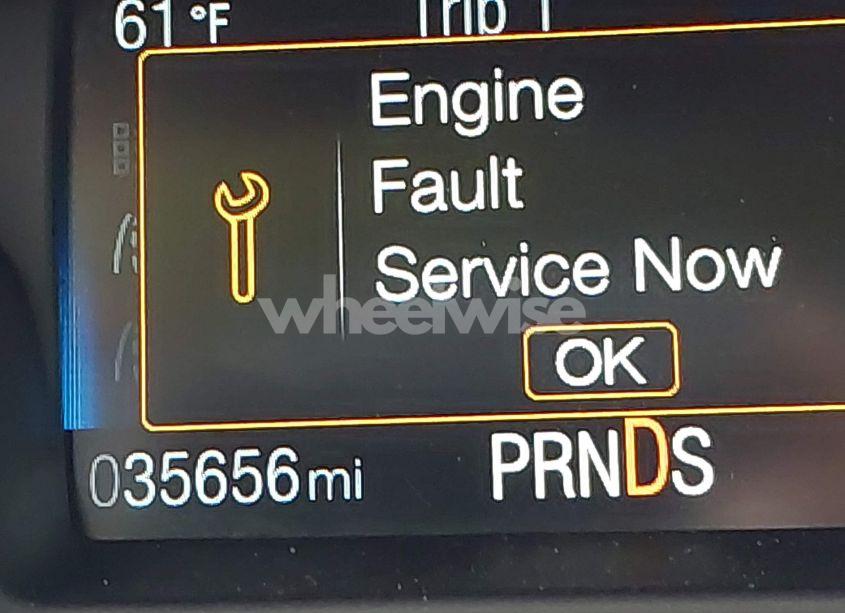 61 °F Trip 1
Engine
Fault
Service Now
wheelwise
OK
035656 mi PRNDS